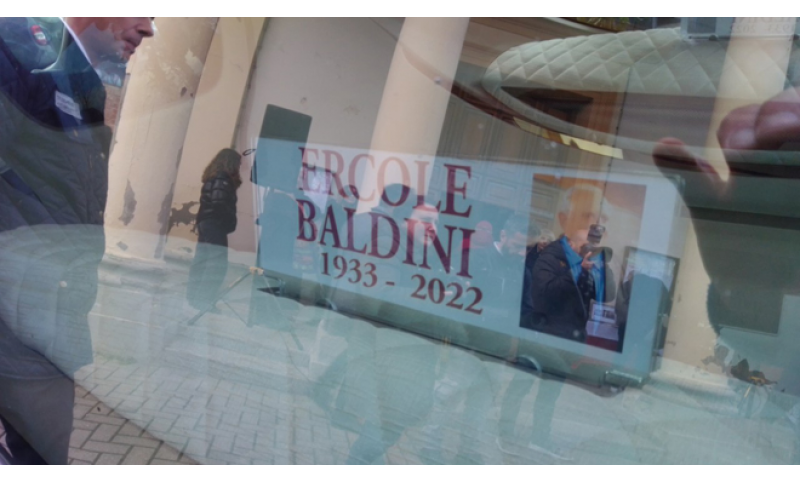 ERCOLE
BALDINI
1933 - 2022